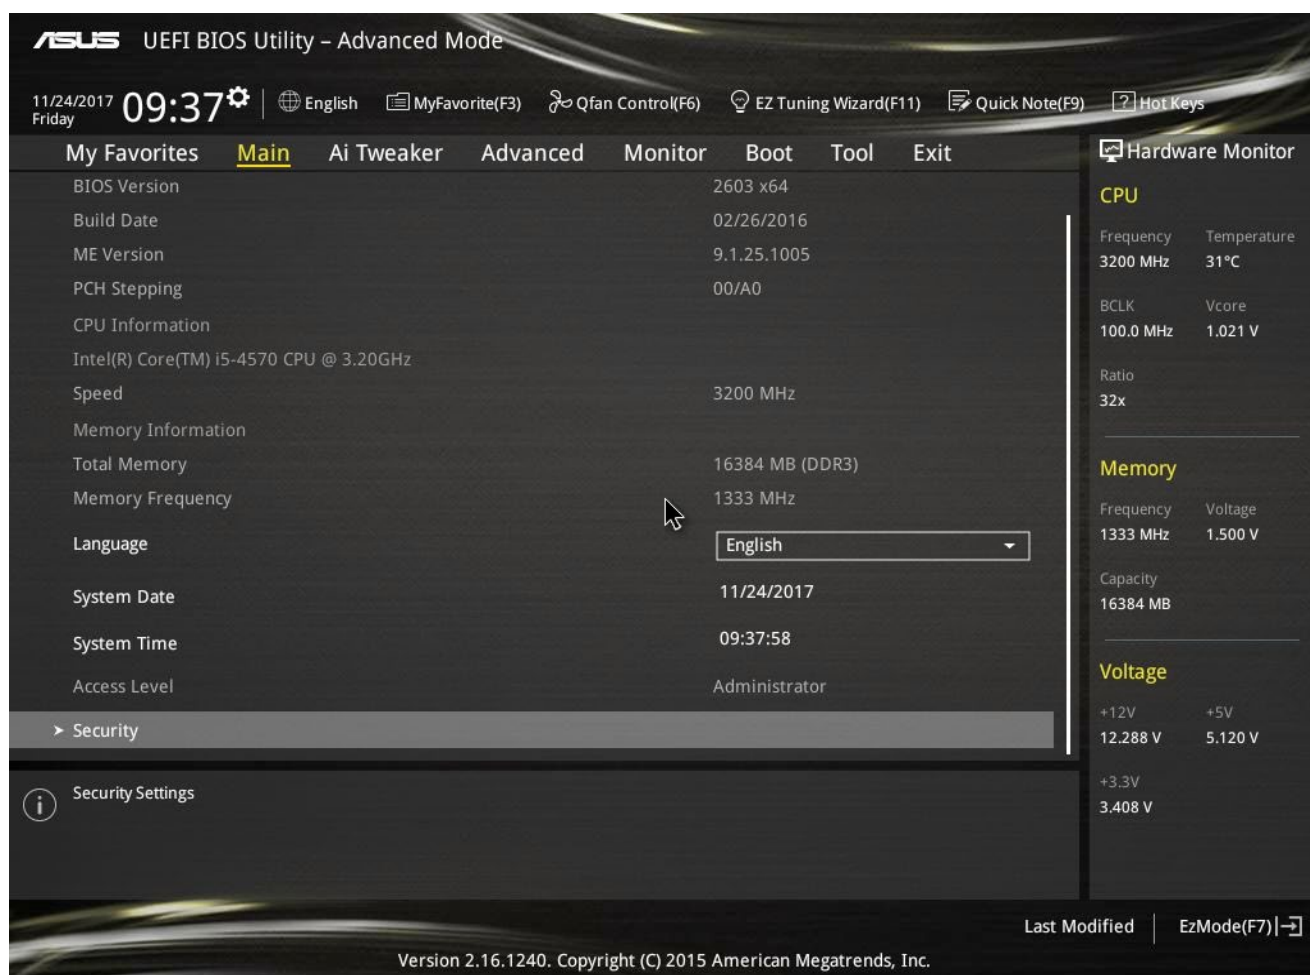 ASUS UEFI BIOS Utility – Advanced Mode
11/24/2017
Friday
09:37
English MyFavorite(F3) Qfan Control(F6) EZ Tuning Wizard(F11) Quick Note(F9) ? Hot Keys
My Favorites Main Ai Tweaker Advanced Monitor Boot Tool Exit
BIOS Version 2603 x64
Build Date 02/26/2016
ME Version 9.1.25.1005
PCH Stepping 00/A0
CPU Information
Intel(R) Core(TM) i5-4570 CPU @ 3.20GHz
Speed 3200 MHz
Memory Information
Total Memory 16384 MB (DDR3)
Memory Frequency 1333 MHz
Language English
System Date 11/24/2017
System Time 09:37:58
Access Level Administrator
> Security
i Security Settings
Hardware Monitor
CPU
Frequency Temperature
3200 MHz 31°C
BCLK Vcore
100.0 MHz 1.021 V
Ratio
32x
Memory
Frequency Voltage
1333 MHz 1.500 V
Capacity
16384 MB
Voltage
+12V +5V
12.288 V 5.120 V
+3.3V
3.408 V
Last Modified EzMode(F7)
Version 2.16.1240. Copyright (C) 2015 American Megatrends, Inc.